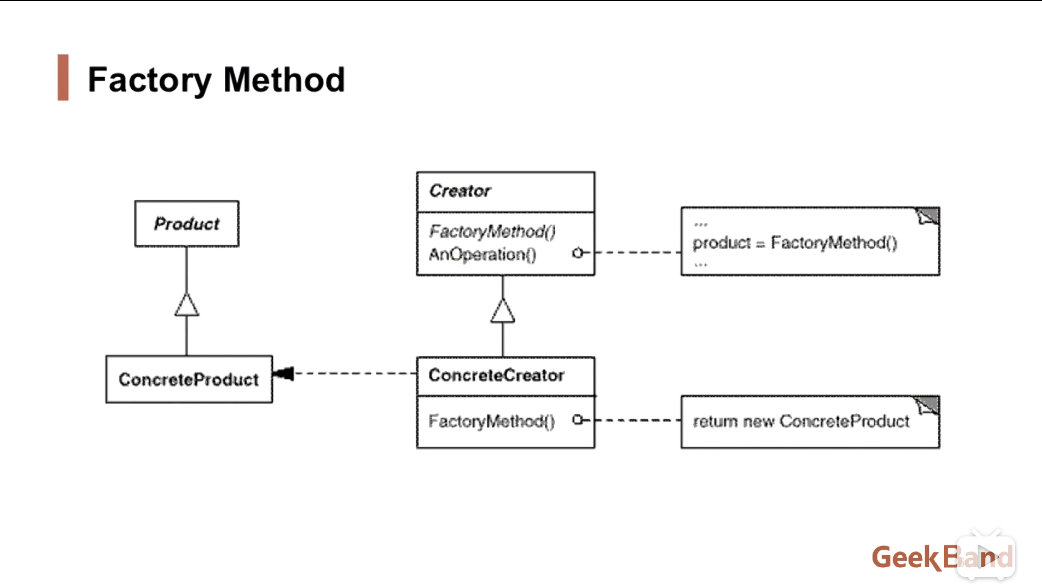 Factory Method
Product
Creator
FactoryMethod()
AnOperation()
...
product = FactoryMethod()
...
ConcreteProduct
ConcreteCreator
FactoryMethod()
return new ConcreteProduct
GeekBand